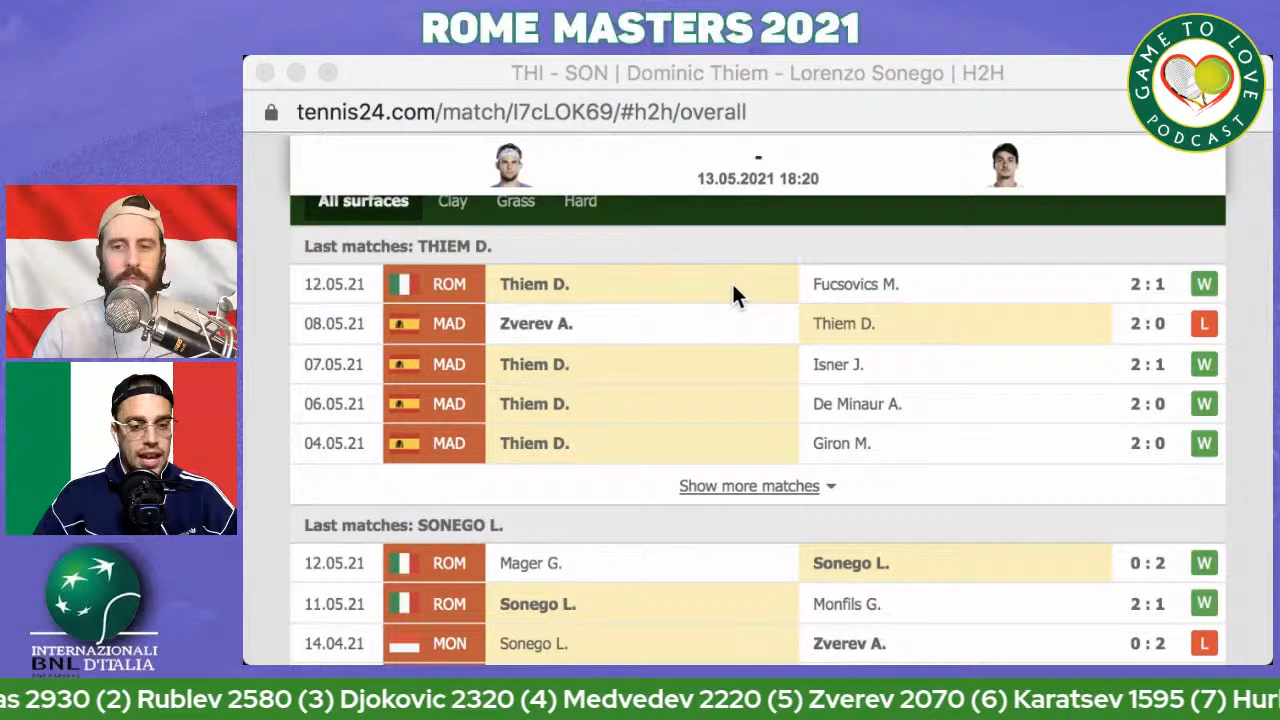 ROME MASTERS 2021
GAME TO LOVE
PODCAST
THI - SON | Dominic Thiem - Lorenzo Sonego | H2H
tennis24.com/match/I7cLOK69/#h2h/overall
-
13.05.2021 18:20
All surfaces Clay Grass Hard
Last matches: THIEM D.
12.05.21 ROM Thiem D. Fucsovics M. 2 : 1 W
08.05.21 MAD Zverev A. Thiem D. 2 : 0 L
07.05.21 MAD Thiem D. Isner J. 2 : 1 W
06.05.21 MAD Thiem D. De Minaur A. 2 : 0 W
04.05.21 MAD Thiem D. Giron M. 2 : 0 W
Show more matches
Last matches: SONEGO L.
12.05.21 ROM Mager G. Sonego L. 0 : 2 W
11.05.21 ROM Sonego L. Monfils G. 2 : 1 W
14.04.21 MON Sonego L. Zverev A. 0 : 2 L
INTERNAZIONALI
BNL D'ITALIA
as 2930 (2) Rublev 2580 (3) Djokovic 2320 (4) Medvedev 2220 (5) Zverev 2070 (6) Karatsev 1595 (7) Hur